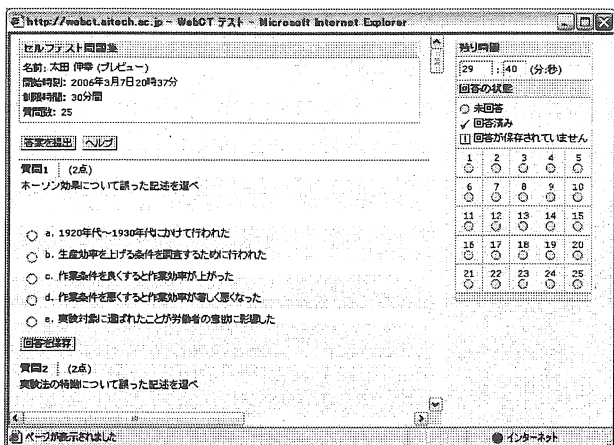 http://webct.aitech.ac.jp - WebCT テスト - Microsoft Internet Explorer
セルフテスト問題集
名前: 太田 伸幸 (プレビュー)
開始時刻: 2006年3月7日20時37分
制限時間: 30分間
質問数: 25
答案を提出 ヘルプ
質問1 (2点)
ホーソン効果について誤った記述を選べ
a. 1920年代～1930年代にかけて行われた
b. 生産効率を上げる条件を調査するために行われた
c. 作業条件を良くすると作業効率が上がった
d. 作業条件を悪くすると作業効率が著しく悪くなった
e. 実験対象に選ばれたことが労働者の意欲に影響した
回答を保存
質問2 (2点)
実験法の特徴について誤った記述を選べ
残り時間
29 : 40 (分:秒)
回答の状態
未回答
回答済み
回答が保存されていません
1 2 3 4 5
6 7 8 9 10
11 12 13 14 15
16 17 18 19 20
21 22 23 24 25
ページが表示されました
インターネット